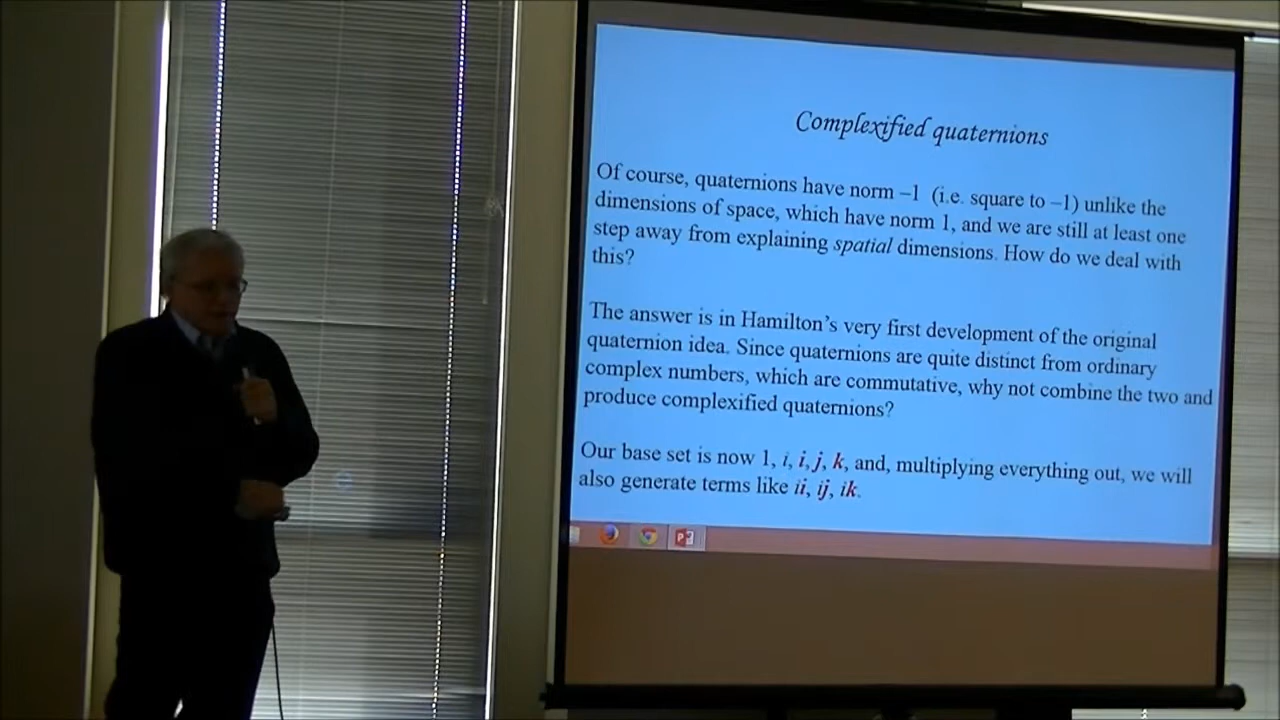 Complexified quaternions
Of course, quaternions have norm –1 (i.e. square to –1) unlike the
dimensions of space, which have norm 1, and we are still at least one
step away from explaining spatial dimensions. How do we deal with
this?
The answer is in Hamilton’s very first development of the original
quaternion idea. Since quaternions are quite distinct from ordinary
complex numbers, which are commutative, why not combine the two and
produce complexified quaternions?
Our base set is now 1, i, i, j, k, and, multiplying everything out, we will
also generate terms like ii, ij, ik.